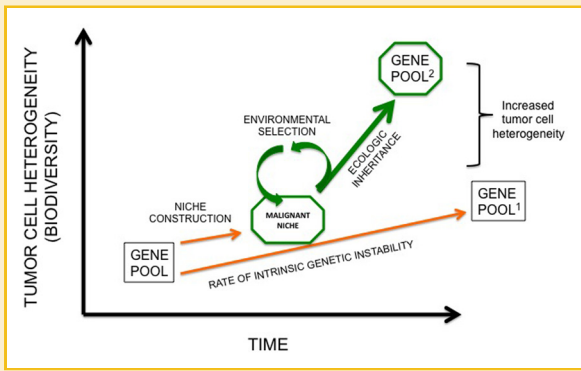 TUMOR CELL HETEROGENEITY
(BIODIVERSITY)
GENE
POOL²
ENVIRONMENTAL
SELECTION
ECOLOGIC
INHERITANCE
Increased
tumor cell
heterogeneity
NICHE
CONSTRUCTION
MALIGNANT
NICHE
GENE
POOL¹
GENE
POOL
RATE OF INTRINSIC GENETIC INSTABILITY
TIME